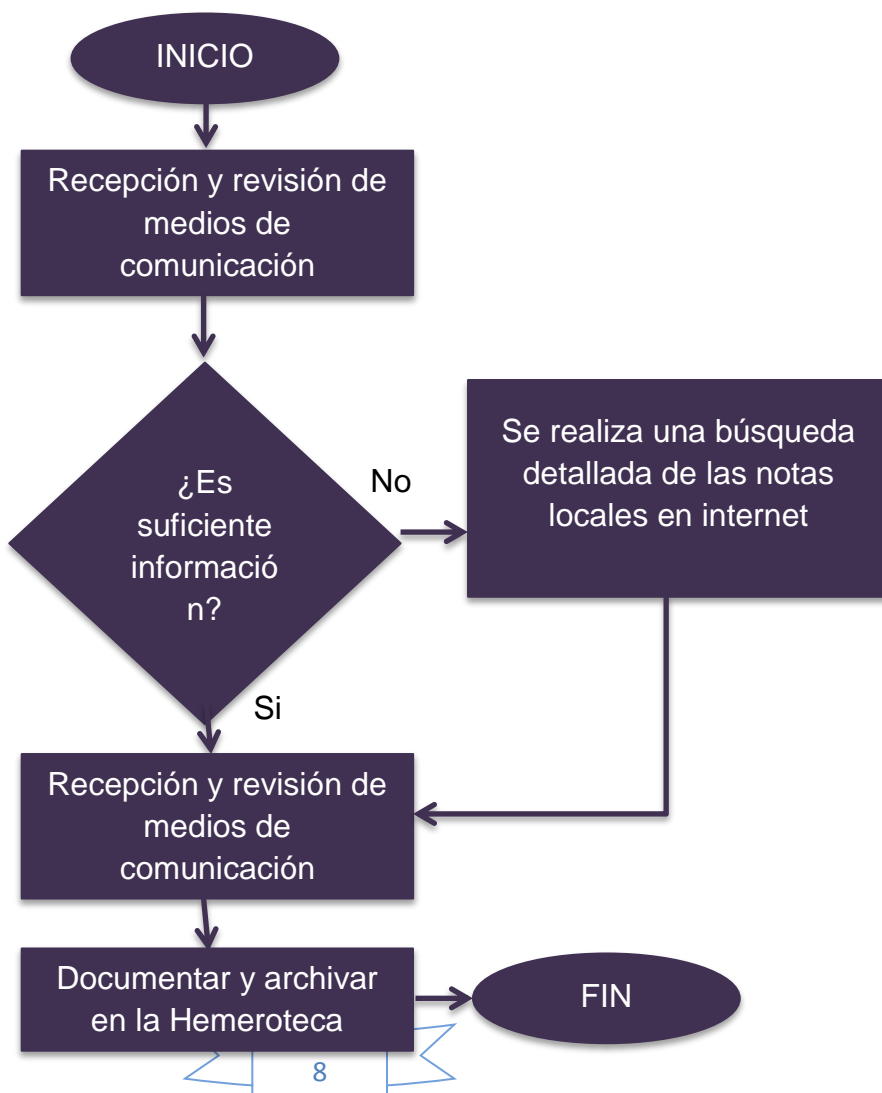 INICIO
Recepción y revisión de
medios de
comunicación
¿Es
suficiente
informació
n?
No
Se realiza una búsqueda
detallada de las notas
locales en internet
Si
Recepción y revisión de
medios de
comunicación
Documentar y archivar
en la Hemeroteca
FIN
8